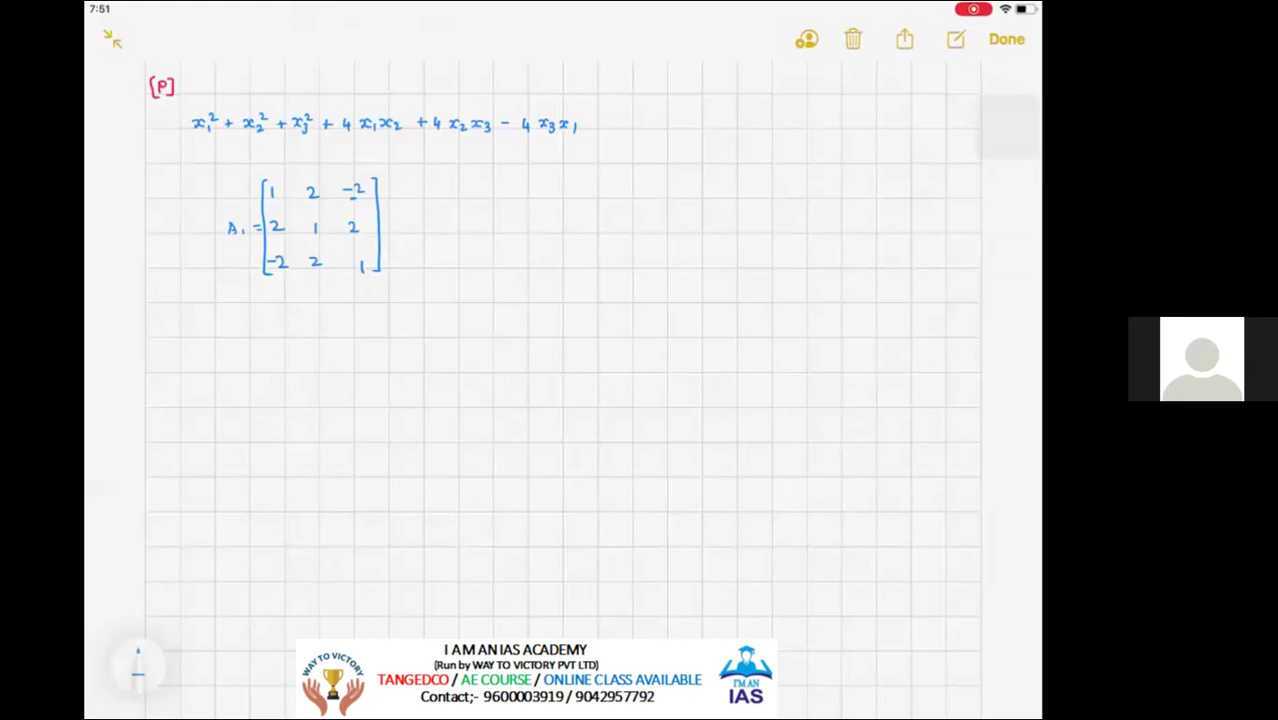 7:51
Done
[P]
x₁² + x₂² + x₃² + 4 x₁x₂ + 4 x₂x₃ - 4 x₃x₁
A₁ = [ 1 2 -2
2 1 2
-2 2 1 ]
WAY TO VICTORY
I A M AN IAS ACADEMY
(Run by WAY TO VICTORY PVT LTD)
TANGEDCO / AE COURSE / ONLINE CLASS AVAILABLE
Contact;- 9600003919 / 9042957792
I'M AN
IAS